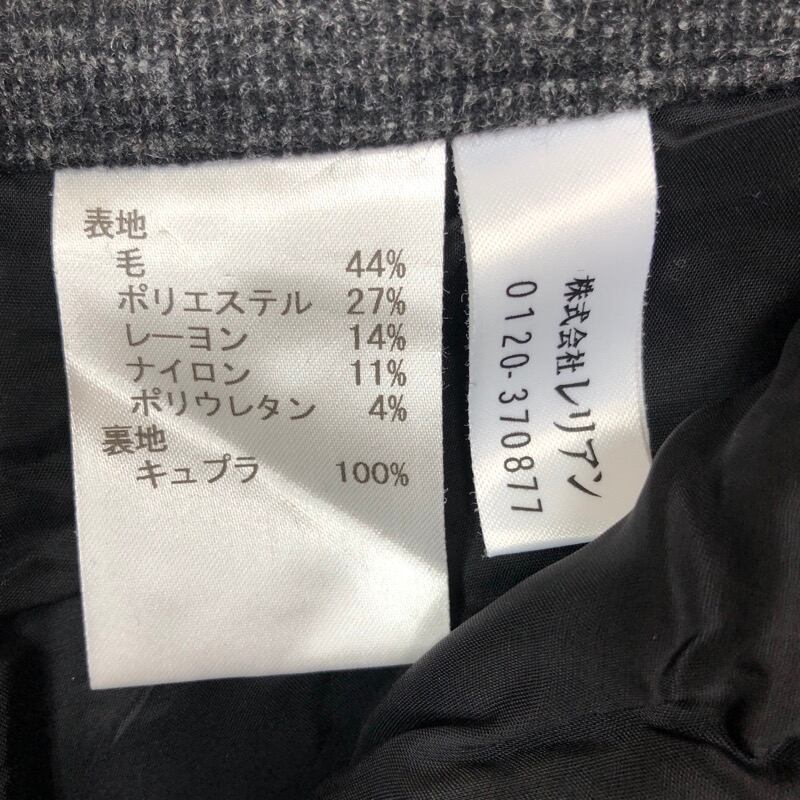 表地
毛 44%
ポリエステル 27%
レーヨン 14%
ナイロン 11%
ポリウレタン 4%
裏地
キュプラ 100%
株式会社レリアン
0120-370877